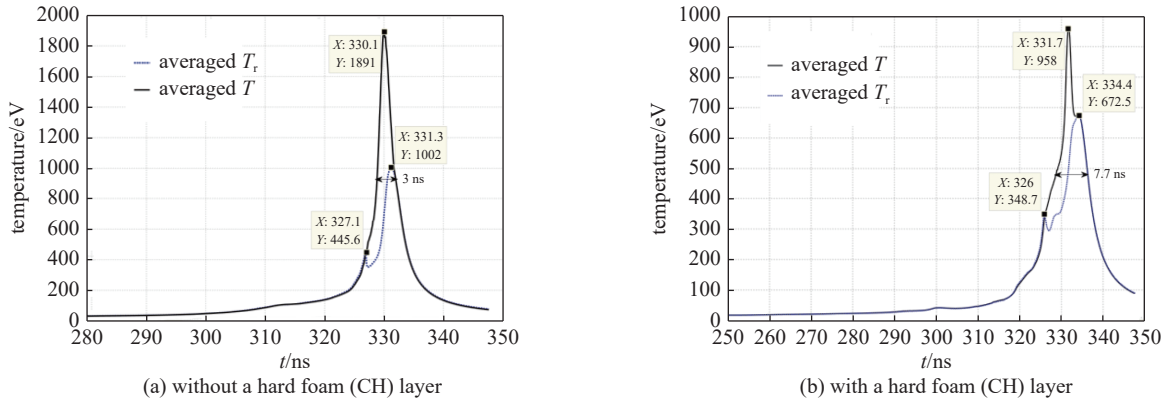 2000
1800
1600
1400
1200
1000
800
600
400
200
0
temperature/eV
averaged Tr
averaged T
X: 330.1
Y: 1891
X: 331.3
Y: 1002
3 ns
X: 327.1
Y: 445.6
280 290 300 310 320 330 340 350
t/ns
(a) without a hard foam (CH) layer
1000
900
800
700
600
500
400
300
200
100
0
temperature/eV
averaged T
averaged Tr
X: 331.7
Y: 958
X: 334.4
Y: 672.5
7.7 ns
X: 326
Y: 348.7
250 260 270 280 290 300 310 320 330 340 350
t/ns
(b) with a hard foam (CH) layer